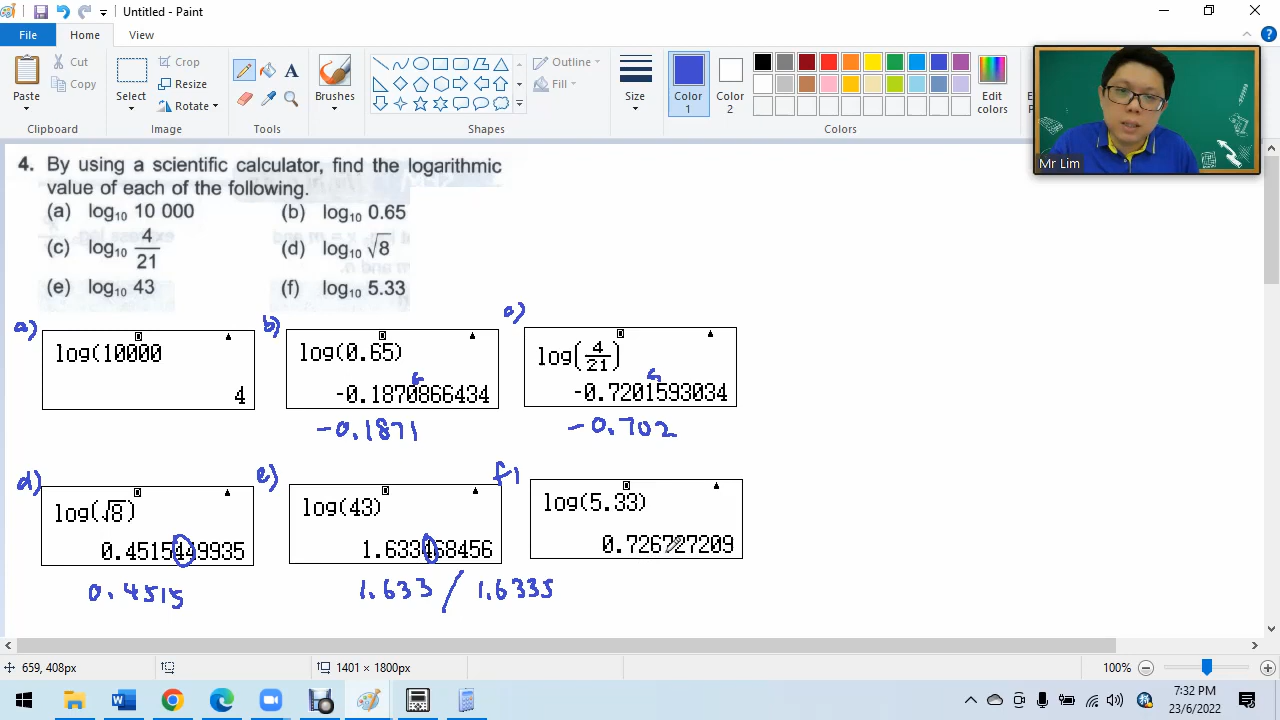 Untitled - Paint
File
Home
View
Cut
Copy
Paste
Clipboard
Select
Crop
Resize
Rotate
Image
A
Tools
Brushes
Shapes
Outline
Fill
Size
Color 1
Color 2
Colors
Edit colors
Mr Lim
4. By using a scientific calculator, find the logarithmic
value of each of the following.
(a) log₁₀ 10 000
(b) log₁₀ 0.65
(c) log₁₀ 4/21
(d) log₁₀ √8
(e) log₁₀ 43
(f) log₁₀ 5.33
a)
log(10000
4
b)
log(0.65)
-0.1870866434
-0.1871
c)
log(4/21)
-0.7201593034
-0.702
d)
log(√8)
0.4515449935
0.4515
e)
log(43)
1.633468456
1.633 / 1.6335
f)
log(5.33)
0.726727209
659, 408px
1401 × 1800px
100%
7:32 PM
23/6/2022